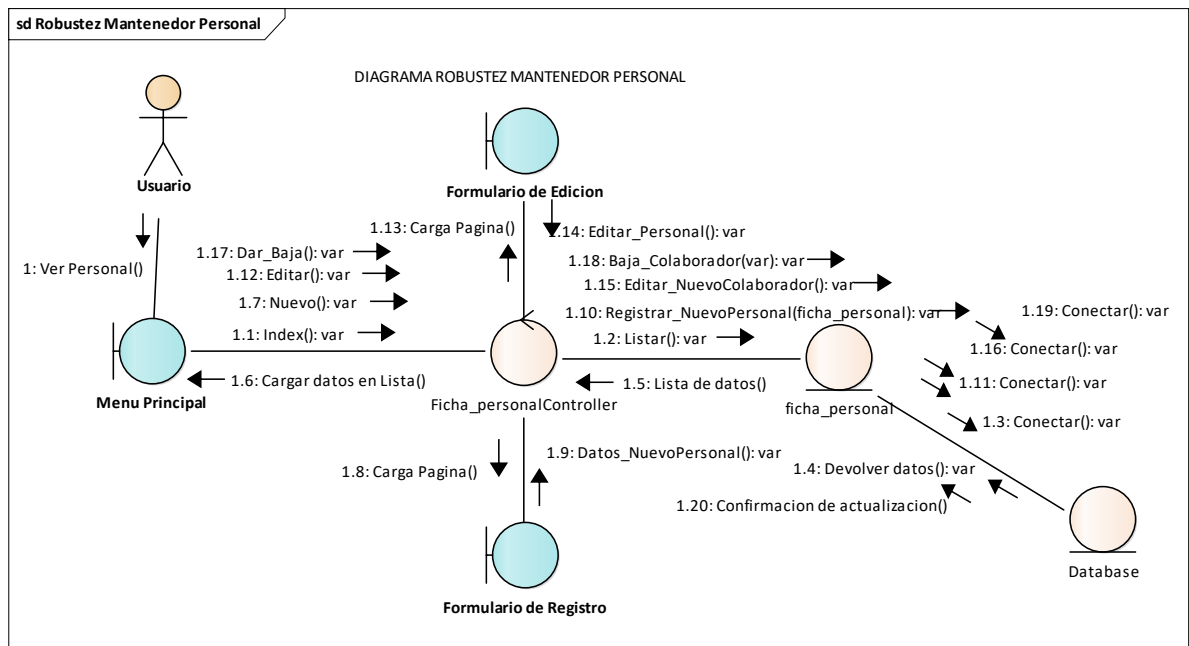 sd Robustez Mantenedor Personal
DIAGRAMA ROBUSTEZ MANTENEDOR PERSONAL
Usuario
Formulario de Edicion
1: Ver Personal()
1.17: Dar_Baja(): var
1.12: Editar(): var
1.7: Nuevo(): var
1.1: Index(): var
1.13: Carga Pagina()
1.14: Editar_Personal(): var
1.18: Baja_Colaborador(var): var
1.15: Editar_NuevoColaborador(): var
1.10: Registrar_NuevoPersonal(ficha_personal): var
1.2: Listar(): var
1.19: Conectar(): var
1.16: Conectar(): var
1.11: Conectar(): var
1.3: Conectar(): var
1.6: Cargar datos en Lista()
1.5: Lista de datos()
Menu Principal
Ficha_personalController
ficha_personal
1.8: Carga Pagina()
1.9: Datos_NuevoPersonal(): var
1.4: Devolver datos(): var
1.20: Confirmacion de actualizacion()
Database
Formulario de Registro